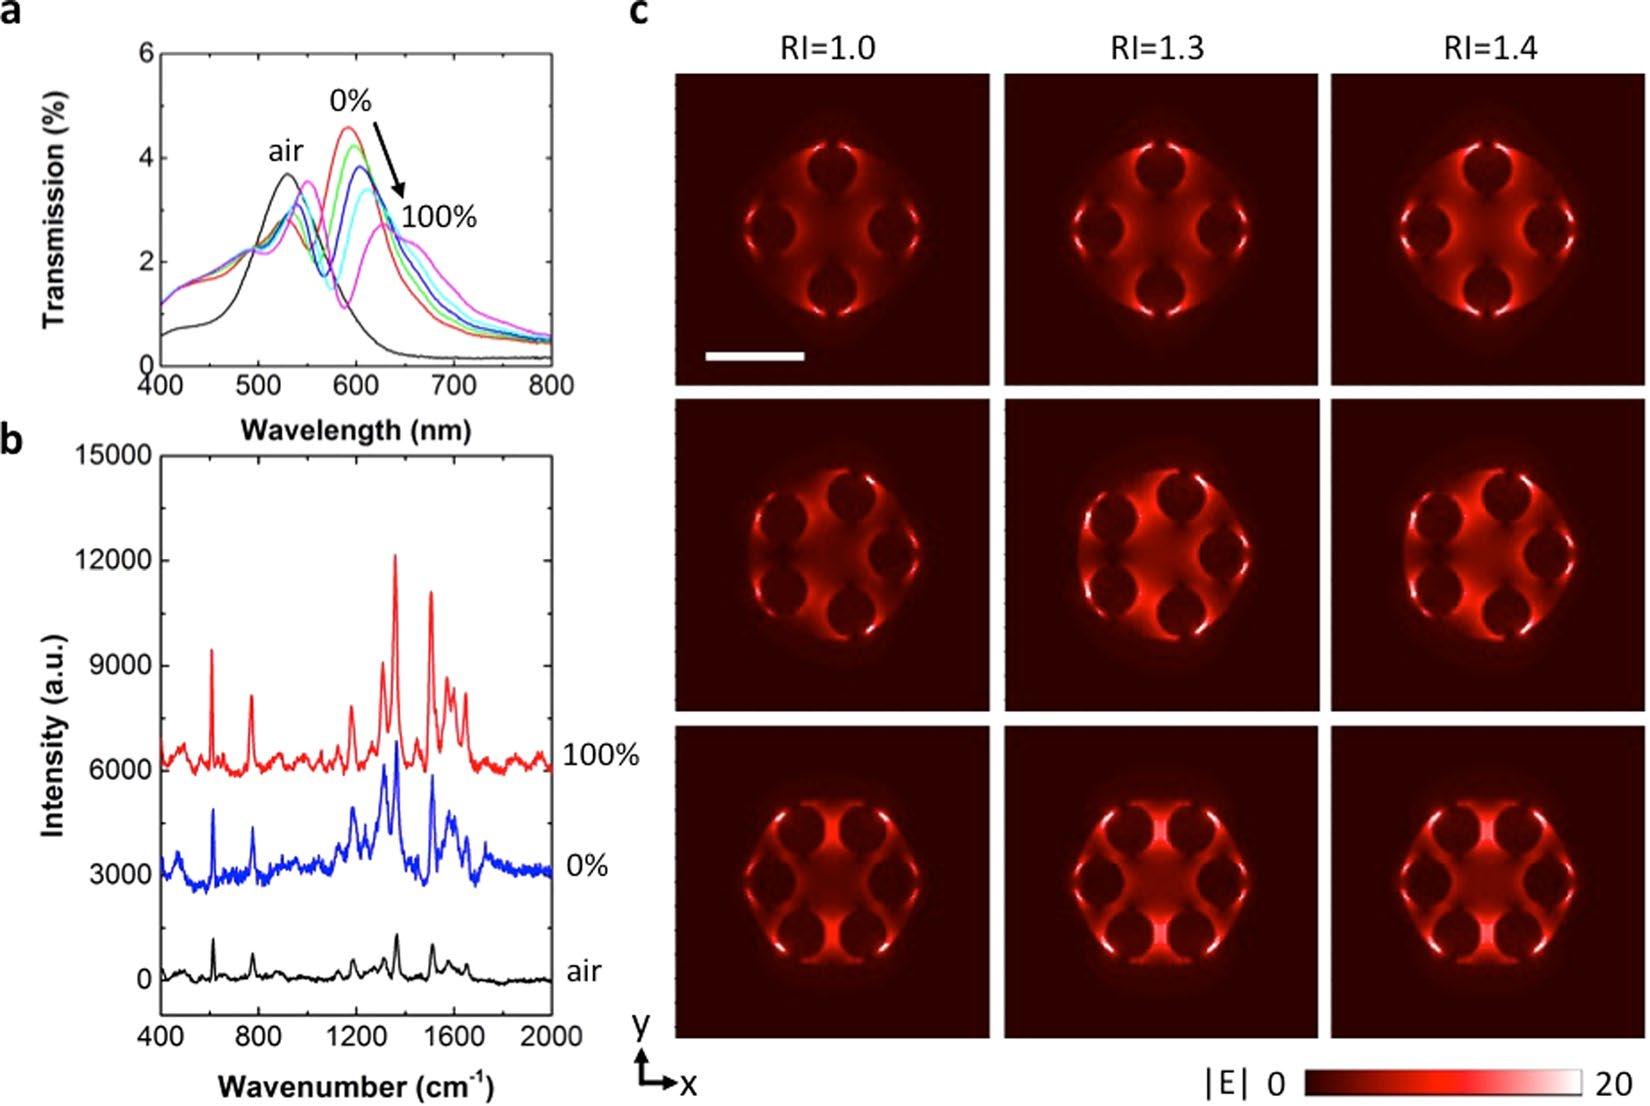 a
6
4
2
0
400 500 600 700 800
Transmission (%)
Wavelength (nm)
air
0%
100%
b
15000
12000
9000
6000
3000
0
400 800 1200 1600 2000
Intensity (a.u.)
Wavenumber (cm⁻¹)
100%
0%
air
c
RI=1.0 RI=1.3 RI=1.4
y
x
|E| 0 20